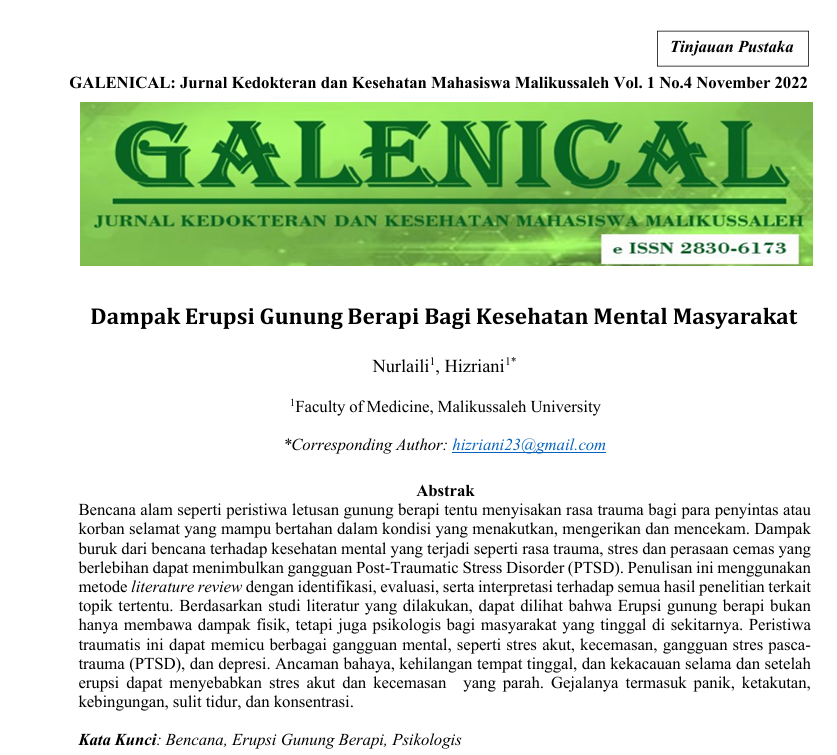 Tinjauan Pustaka
GALENICAL: Jurnal Kedokteran dan Kesehatan Mahasiswa Malikussaleh Vol. 1 No.4 November 2022
GALENICAL
JURNAL KEDOKTERAN DAN KESEHATAN MAHASISWA MALIKUSSALEH
e ISSN 2830-6173
Dampak Erupsi Gunung Berapi Bagi Kesehatan Mental Masyarakat
Nurlaili1, Hizriani1*
1Faculty of Medicine, Malikussaleh University
*Corresponding Author: hizriani23@gmail.com
Abstrak
Bencana alam seperti peristiwa letusan gunung berapi tentu menyisakan rasa trauma bagi para penyintas atau
korban selamat yang mampu bertahan dalam kondisi yang menakutkan, mengerikan dan mencekam. Dampak
buruk dari bencana terhadap kesehatan mental yang terjadi seperti rasa trauma, stres dan perasaan cemas yang
berlebihan dapat menimbulkan gangguan Post-Traumatic Stress Disorder (PTSD). Penulisan ini menggunakan
metode literature review dengan identifikasi, evaluasi, serta interpretasi terhadap semua hasil penelitian terkait
topik tertentu. Berdasarkan studi literatur yang dilakukan, dapat dilihat bahwa Erupsi gunung berapi bukan
hanya membawa dampak fisik, tetapi juga psikologis bagi masyarakat yang tinggal di sekitarnya. Peristiwa
traumatis ini dapat memicu berbagai gangguan mental, seperti stres akut, kecemasan, gangguan stres pasca-
trauma (PTSD), dan depresi. Ancaman bahaya, kehilangan tempat tinggal, dan kekacauan selama dan setelah
erupsi dapat menyebabkan stres akut dan kecemasan yang parah. Gejalanya termasuk panik, ketakutan,
kebingungan, sulit tidur, dan konsentrasi.
Kata Kunci: Bencana, Erupsi Gunung Berapi, Psikologis